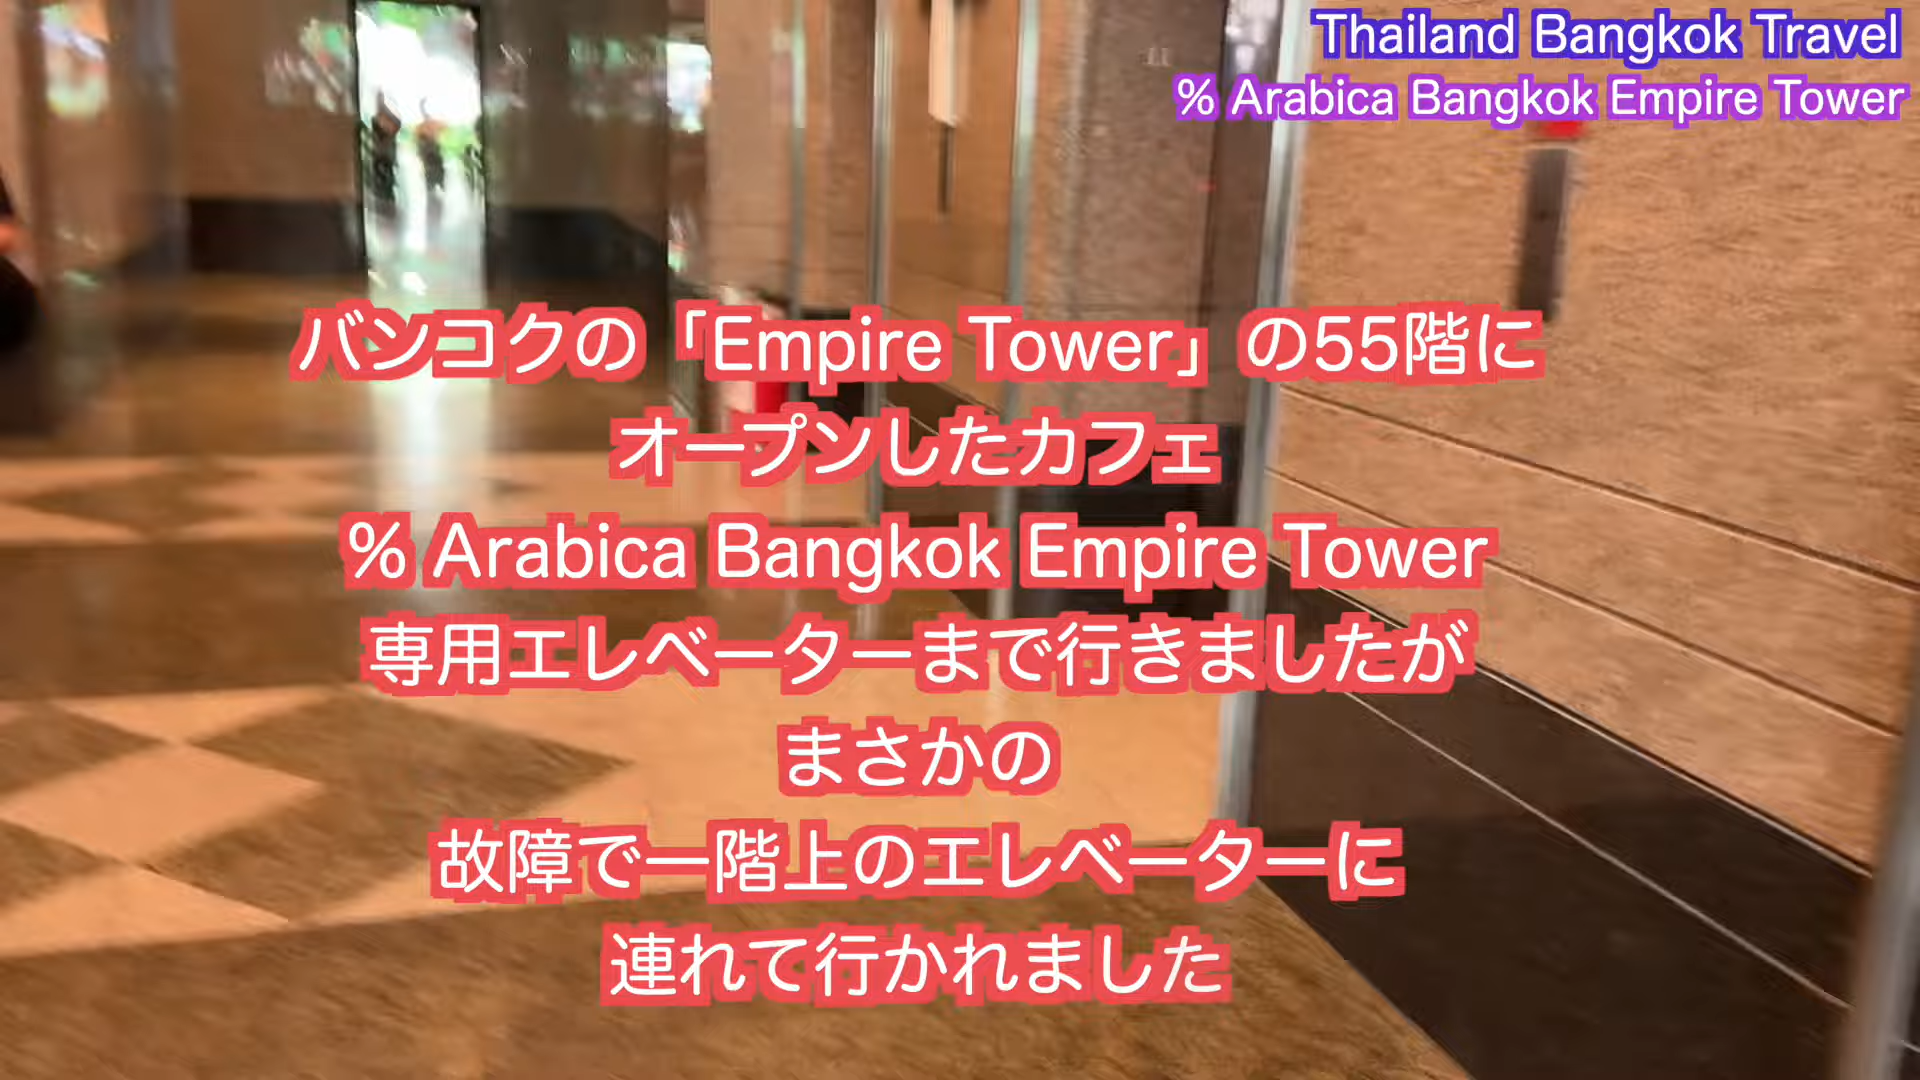 Thailand Bangkok Travel
% Arabica Bangkok Empire Tower
バンコクの「Empire Tower」の55階に
オープンしたカフェ
% Arabica Bangkok Empire Tower
専用エレベーターまで行きましたが
まさかの
故障で一階上のエレベーターに
連れて行かれました